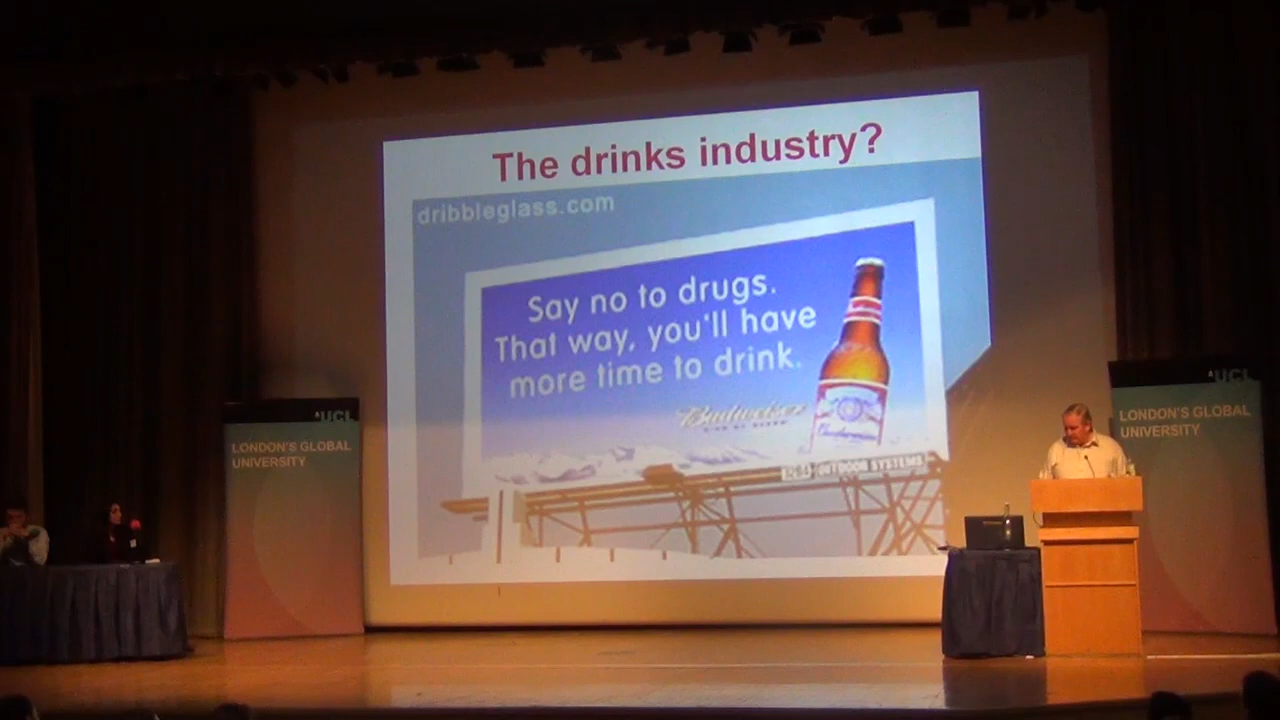 The drinks industry?
dribbleglass.com
Say no to drugs.
That way, you'll have
more time to drink.
Budweiser
OUTDOOR SYSTEMS
Budweiser
UCL
LONDON'S GLOBAL
UNIVERSITY
UCL
LONDON'S GLOBAL
UNIVERSITY